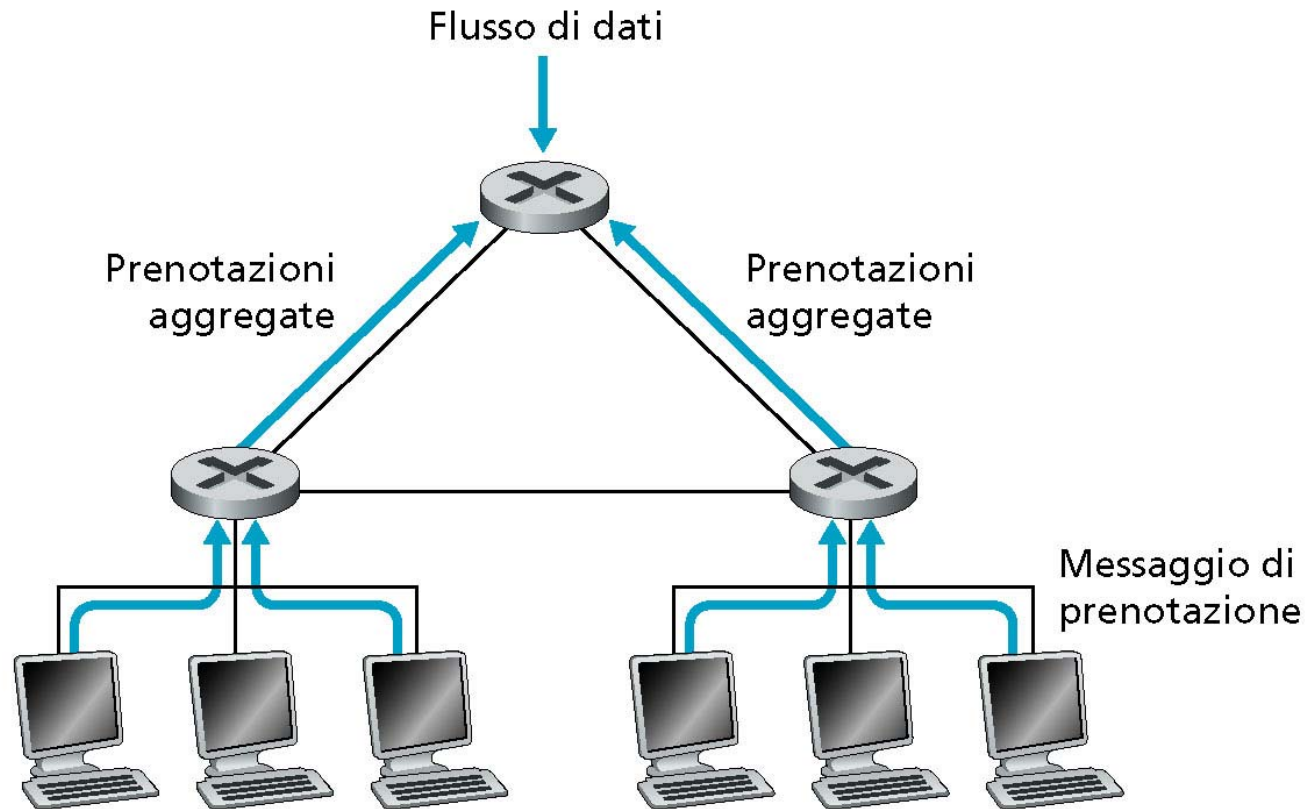 Flusso di dati
Prenotazioni
aggregate
Prenotazioni
aggregate
Messaggio di
prenotazione